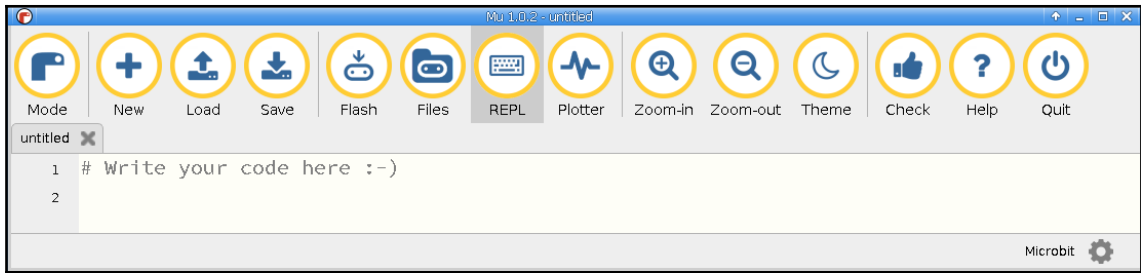 Mu 1.0.2 - untitled
Mode New Load Save Flash Files REPL Plotter Zoom-in Zoom-out Theme Check Help Quit
untitled
1 # Write your code here :-)
2
Microbit